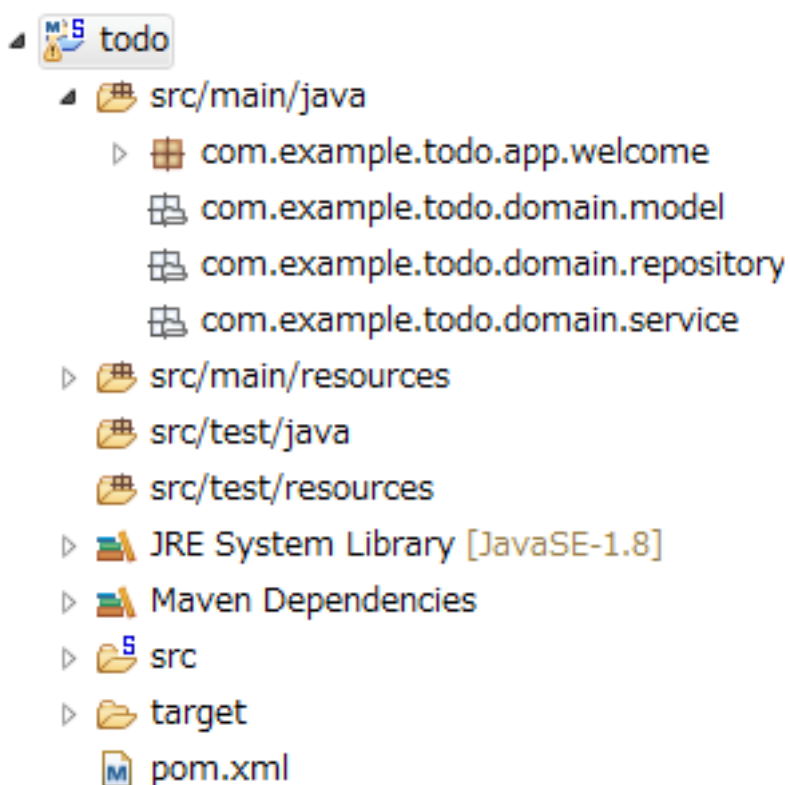 todo
src/main/java
com.example.todo.app.welcome
com.example.todo.domain.model
com.example.todo.domain.repository
com.example.todo.domain.service
src/main/resources
src/test/java
src/test/resources
JRE System Library [JavaSE-1.8]
Maven Dependencies
src
target
pom.xml